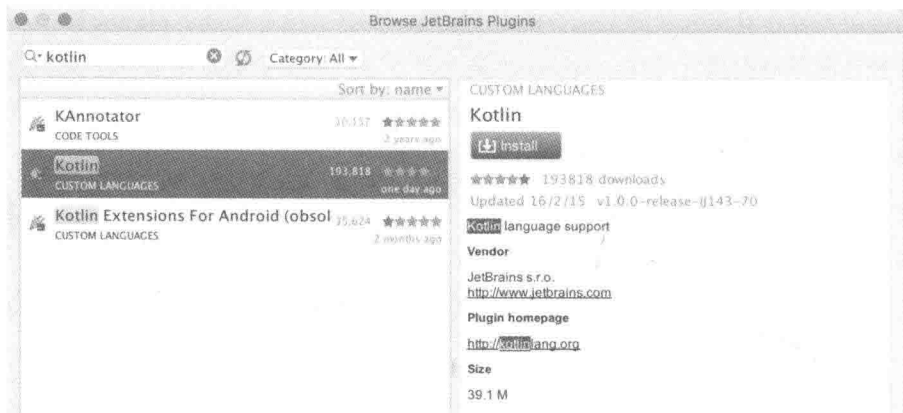 Browse JetBrains Plugins
kotlin
Category: All
Sort by: name
KAnnotator
CODE TOOLS
2 years ago
Kotlin
193,818
CUSTOM LANGUAGES
one day ago
Kotlin Extensions For Android (obsol
35,624
CUSTOM LANGUAGES
2 months ago
CUSTOM LANGUAGES
Kotlin
Install
193818 downloads
Updated 16/2/15 v1.0.0-release-IJ143-70
Kotlin language support
Vendor
JetBrains s.r.o.
http://www.jetbrains.com
Plugin homepage
http://kotlinlang.org
Size
39.1 M